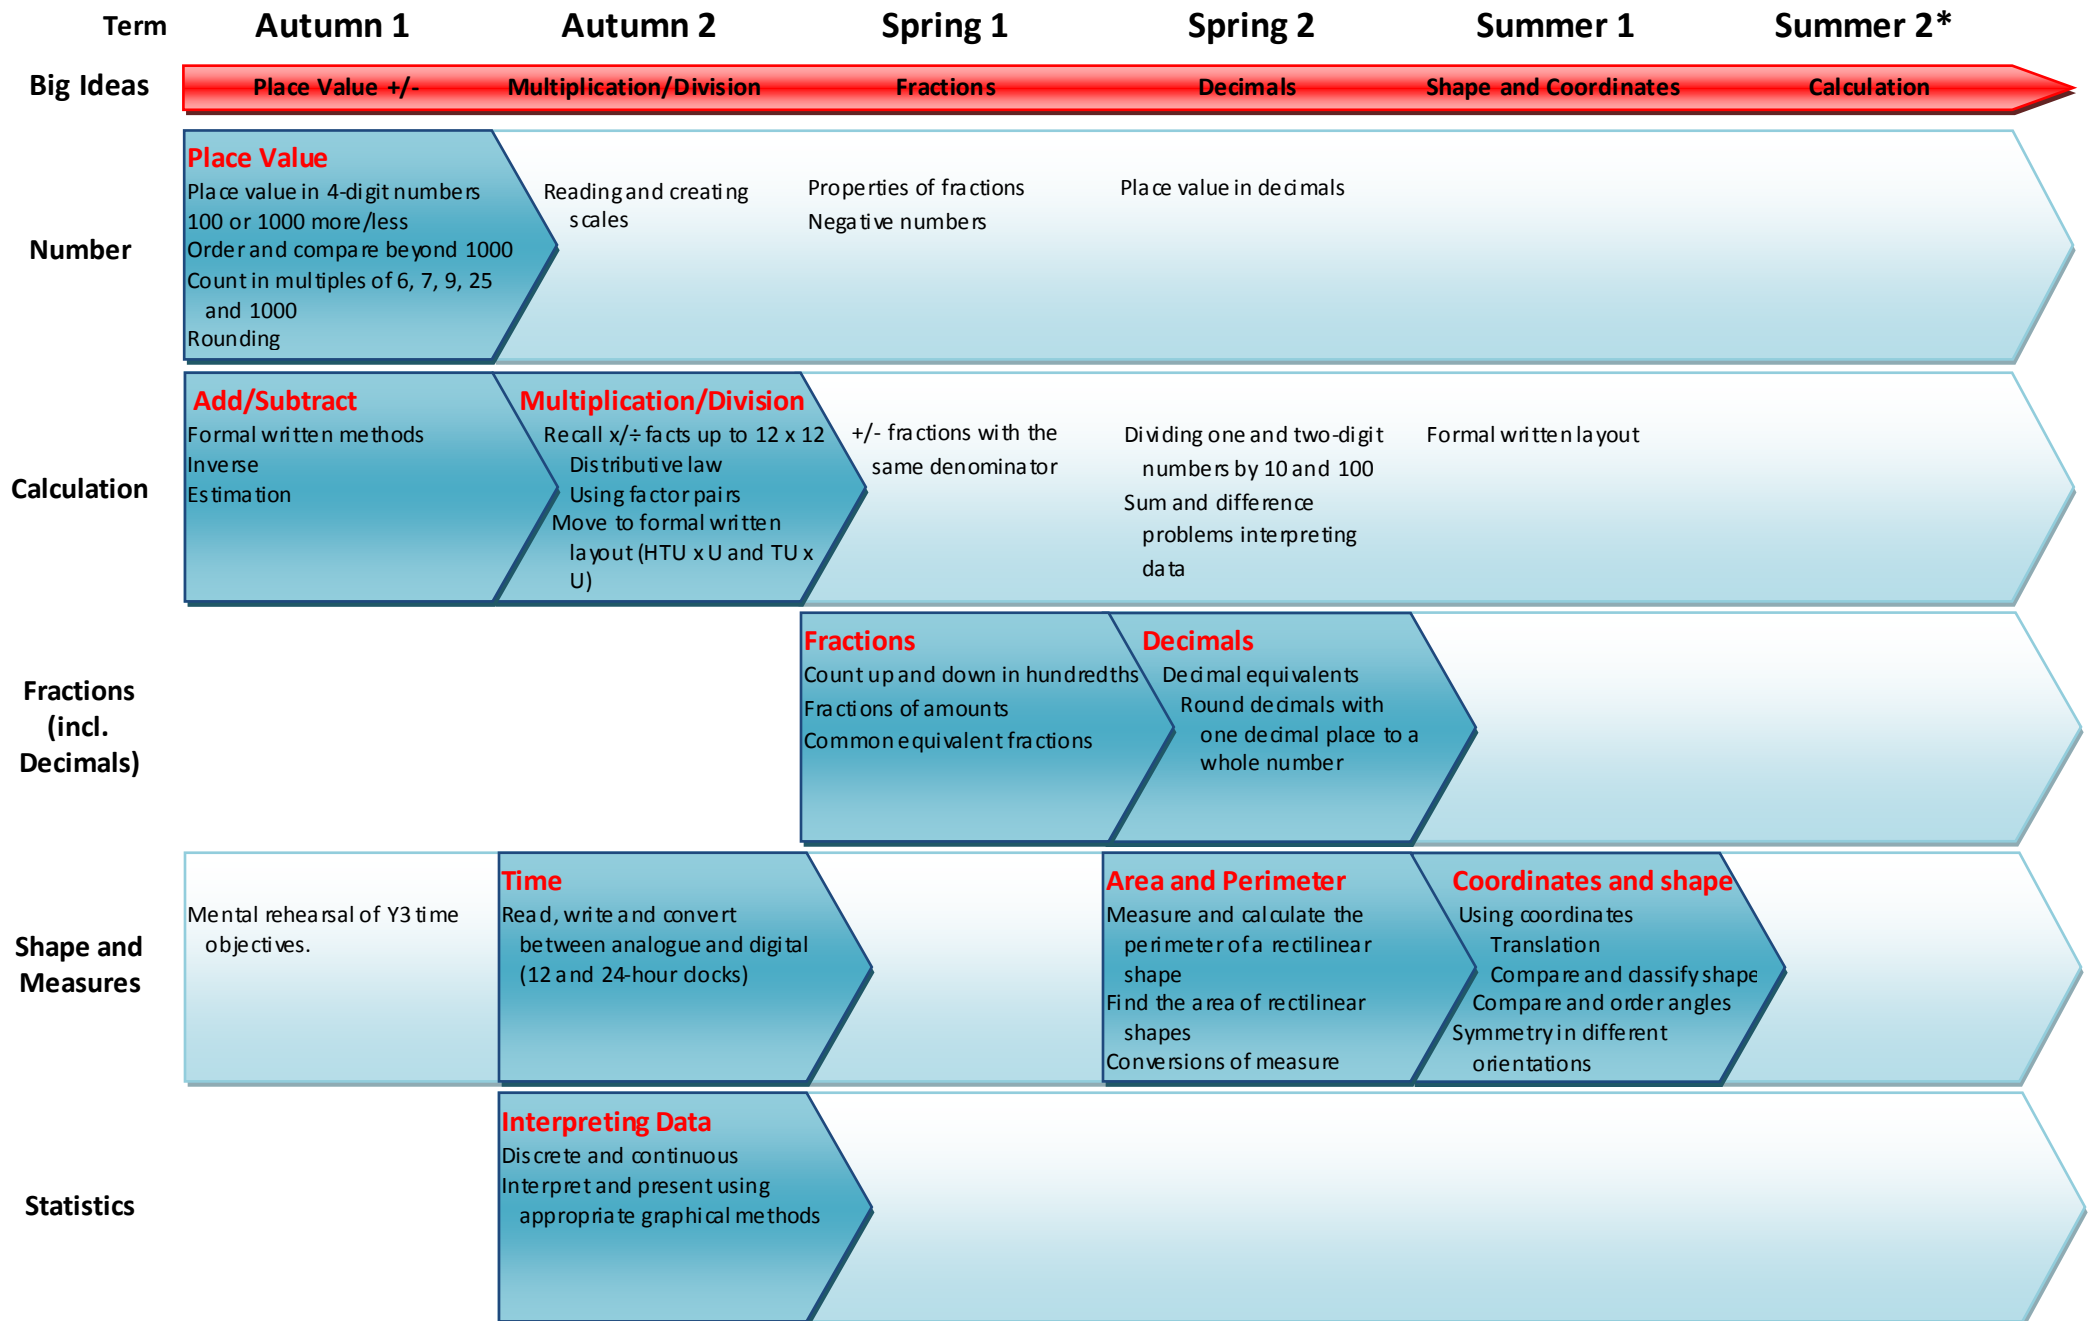 Term Autumn 1 Autumn 2 Spring 1 Spring 2 Summer 1 Summer 2*
Big Ideas Place Value +/- Multiplication/Division Fractions Decimals Shape and Coordinates Calculation
Number
Place Value
Place value in 4-digit numbers
100 or 1000 more/less
Order and compare beyond 1000
Count in multiples of 6, 7, 9, 25
and 1000
Rounding
Reading and creating
scales
Properties of fractions
Negative numbers
Place value in decimals
Calculation
Add/Subtract
Formal written methods
Inverse
Estimation
Multiplication/Division
Recall x/÷ facts up to 12 x 12
Distributive law
Using factor pairs
Move to formal written
layout (HTU x U and TU x
U)
+/- fractions with the
same denominator
Dividing one and two-digit
numbers by 10 and 100
Sum and difference
problems interpreting
data
Formal written layout
Fractions
(incl.
Decimals)
Fractions
Count up and down in hundredths
Fractions of amounts
Common equivalent fractions
Decimals
Decimal equivalents
Round decimals with
one decimal place to a
whole number
Shape and
Measures
Mental rehearsal of Y3 time
objectives.
Time
Read, write and convert
between analogue and digital
(12 and 24-hour clocks)
Area and Perimeter
Measure and calculate the
perimeter of a rectilinear
shape
Find the area of rectilinear
shapes
Conversions of measure
Coordinates and shape
Using coordinates
Translation
Compare and classify shape
Compare and order angles
Symmetry in different
orientations
Statistics
Interpreting Data
Discrete and continuous
Interpret and present using
appropriate graphical methods